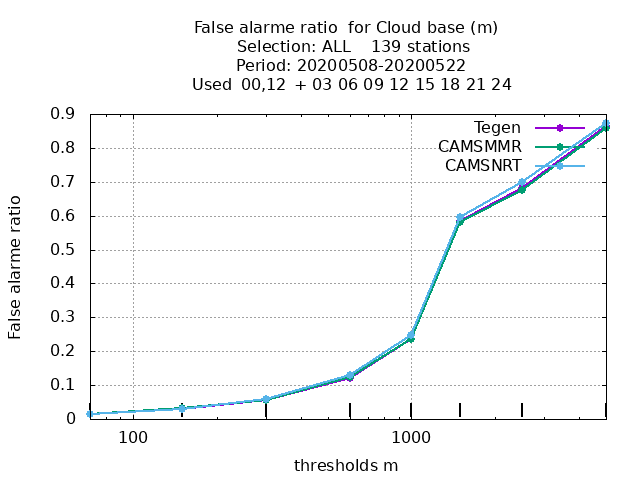 False alarme ratio  for Cloud base (m)
Selection: ALL    139 stations
Period: 20200508-20200522
Used  00,12  + 03 06 09 12 15 18 21 24
0.9
0.8
0.7
0.6
0.5
0.4
0.3
0.2
0.1
0
False alarme ratio
Tegen
CAMSMMR
CAMSNRT
100
1000
thresholds m